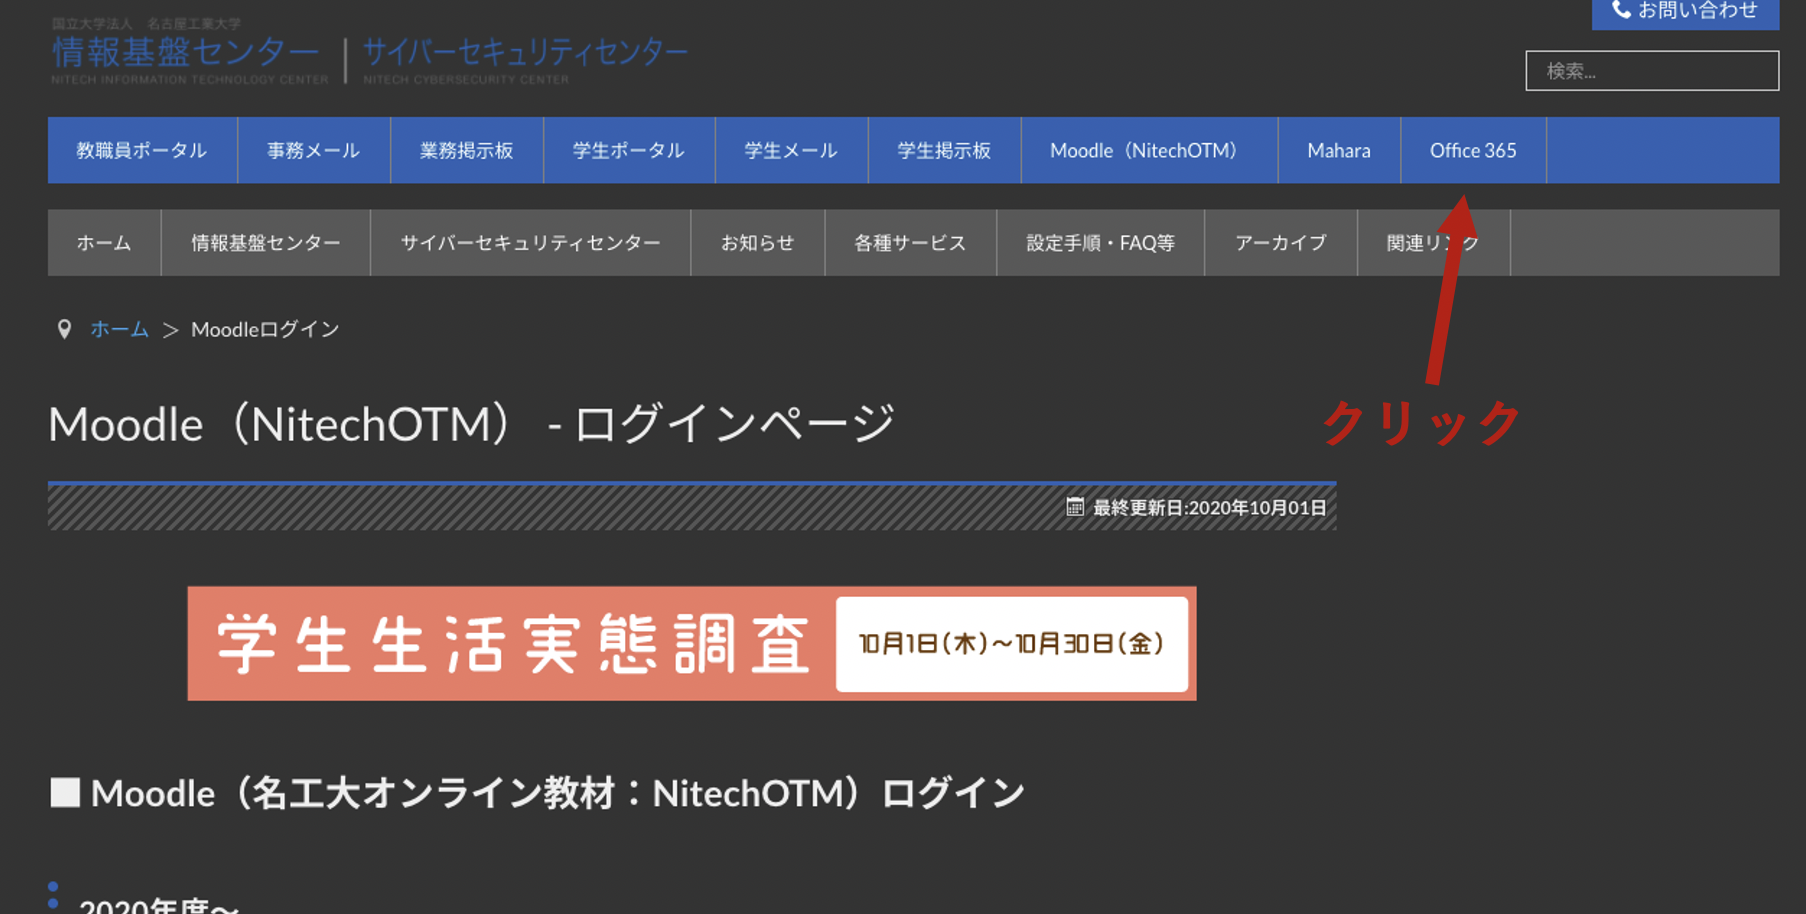 お問い合わせ
国立大学法人 名古屋工業大学
情報基盤センター
NITECH INFORMATION TECHNOLOGY CENTER
サイバーセキュリティセンター
NITECH CYBERSECURITY CENTER
検索...
教職員ポータル 事務メール 業務掲示板 学生ポータル 学生メール 学生掲示板 Moodle（NitechOTM） Mahara Office 365
ホーム 情報基盤センター サイバーセキュリティセンター お知らせ 各種サービス 設定手順・FAQ等 アーカイブ 関連リンク
ホーム > Moodleログイン
Moodle（NitechOTM） - ログインページ
クリック
最終更新日:2020年10月01日
学生生活実態調査 10月1日(木)〜10月30日(金)
■ Moodle（名工大オンライン教材：NitechOTM）ログイン
2020年度〜